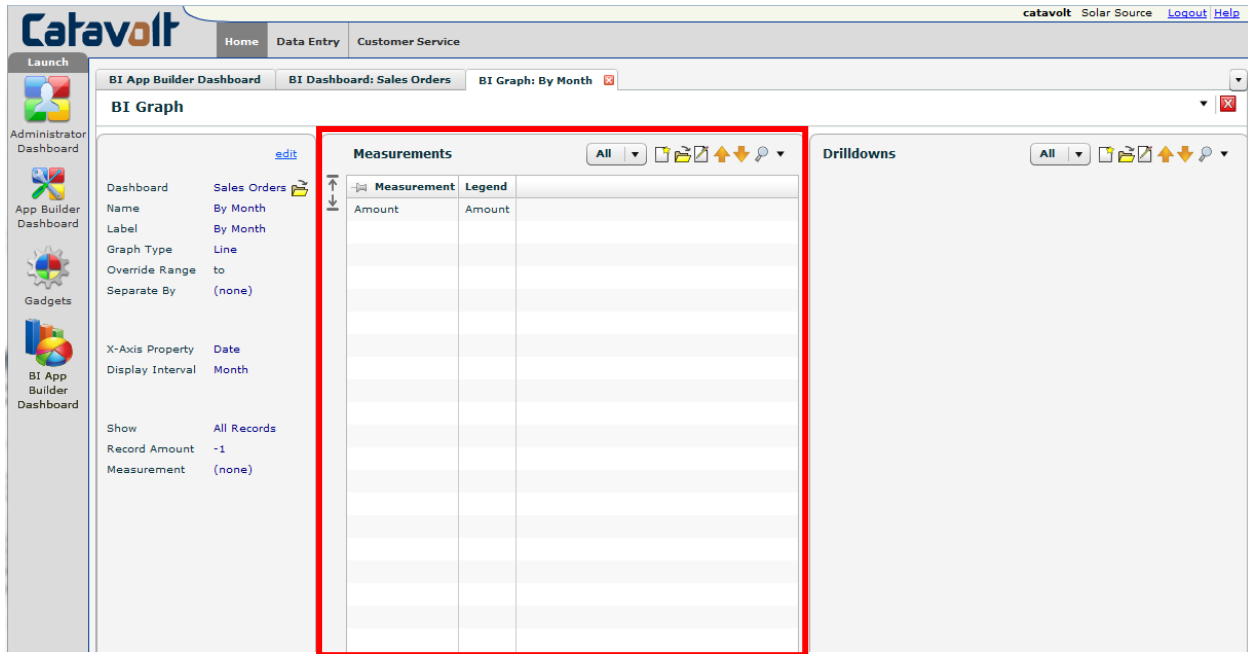 catavolt Solar Source Logout Help
Catavolt
Home Data Entry Customer Service
Launch
BI App Builder Dashboard BI Dashboard: Sales Orders BI Graph: By Month
BI Graph
Administrator
Dashboard
App Builder
Dashboard
Gadgets
BI App
Builder
Dashboard
edit
Dashboard Sales Orders
Name By Month
Label By Month
Graph Type Line
Override Range to
Separate By (none)
X-Axis Property Date
Display Interval Month
Show All Records
Record Amount -1
Measurement (none)
Measurements All
Measurement Legend
Amount Amount
Drilldowns All